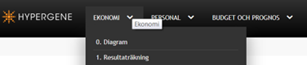 HYPERGENE EKONOMI PERSONAL BUDGET OCH PROGNOS
Ekonomi
0. Diagram
1. Resultaträkning